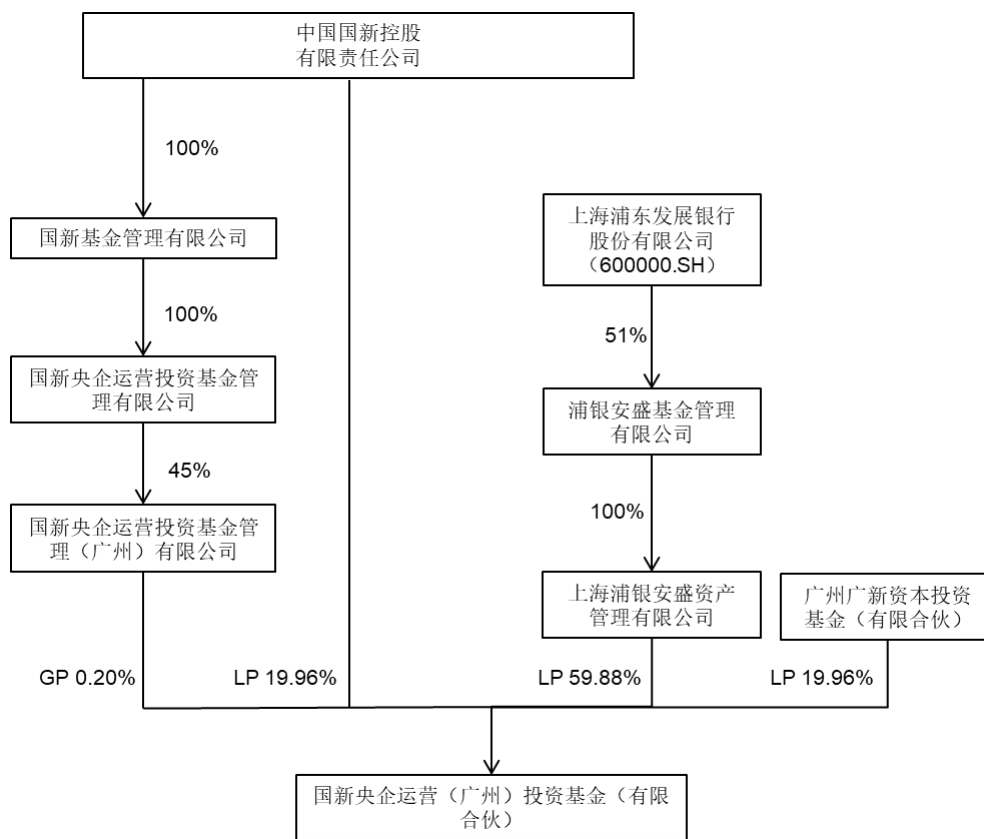 中国国新控股
有限责任公司
100%
国新基金管理有限公司
上海浦东发展银行
股份有限公司
（600000.SH）
100%
51%
国新央企运营投资基金管
理有限公司
浦银安盛基金管理
有限公司
45%
100%
国新央企运营投资基金管
理（广州）有限公司
上海浦银安盛资产
管理有限公司
广州广新资本投资
基金（有限合伙）
GP 0.20%
LP 19.96%
LP 59.88%
LP 19.96%
国新央企运营（广州）投资基金（有限
合伙）